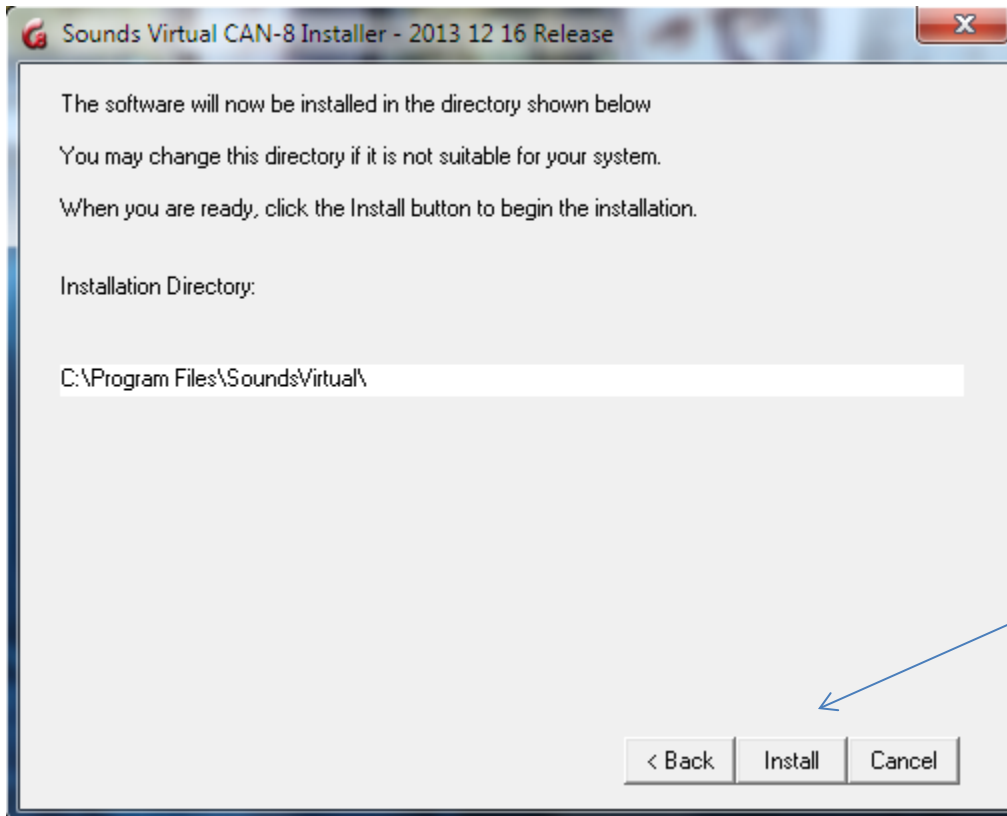 Sounds Virtual CAN-8 Installer - 2013 12 16 Release
The software will now be installed in the directory shown below
You may change this directory if it is not suitable for your system.
When you are ready, click the Install button to begin the installation.
Installation Directory:
C:\Program Files\SoundsVirtual\
< Back Install Cancel